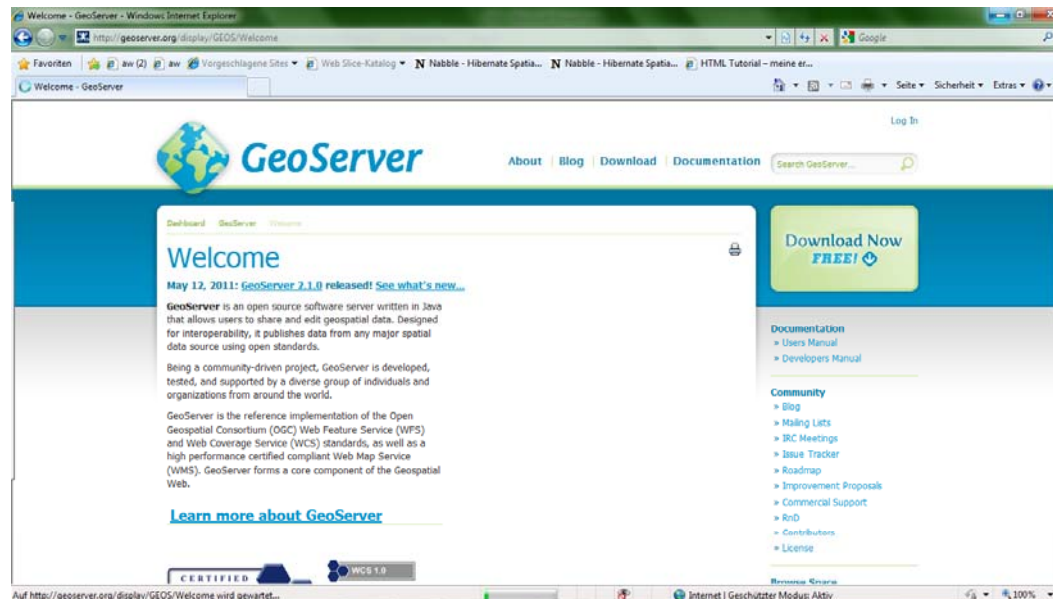 Welcome - GeoServer - Windows Internet Explorer
http://geoserver.org/display/GEOS/Welcome
Google
Favoriten
aw (2)
aw
Vorgeschlagene Sites
Web Slice-Katalog
Nabble - Hibernate Spatia...
Nabble - Hibernate Spatia...
HTML Tutorial – meine er...
Welcome - GeoServer
Seite
Sicherheit
Extras
Log In
GeoServer
About | Blog | Download | Documentation
Search GeoServer...
Dashboard GeoServer Welcome
Download Now
FREE!
Welcome
May 12, 2011: GeoServer 2.1.0 released! See what's new...
GeoServer is an open source software server written in Java
that allows users to share and edit geospatial data. Designed
for interoperability, it publishes data from any major spatial
data source using open standards.
Being a community-driven project, GeoServer is developed,
tested, and supported by a diverse group of individuals and
organizations from around the world.
GeoServer is the reference implementation of the Open
Geospatial Consortium (OGC) Web Feature Service (WFS)
and Web Coverage Service (WCS) standards, as well as a
high performance certified compliant Web Map Service
(WMS). GeoServer forms a core component of the Geospatial
Web.
Learn more about GeoServer
CERTIFIED
WCS 1.0
Documentation
» Users Manual
» Developers Manual
Community
» Blog
» Mailing Lists
» IRC Meetings
» Issue Tracker
» Roadmap
» Improvement Proposals
» Commercial Support
» RnD
» Contributors
» License
Browse Space
Auf http://geoserver.org/display/GEOS/Welcome wird gewartet...
Internet | Geschützter Modus: Aktiv
100%